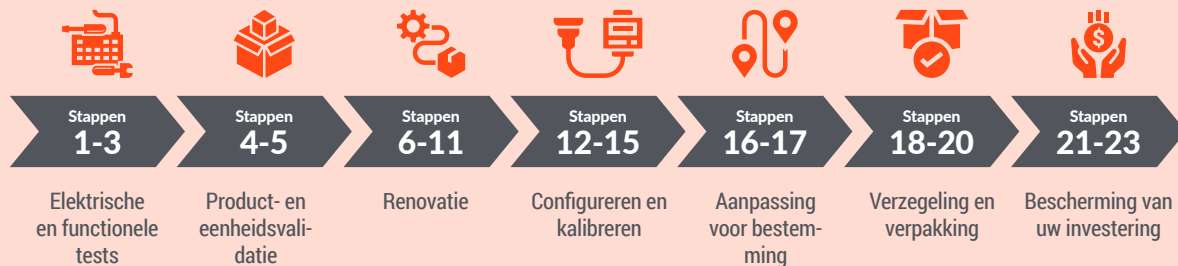 Stappen
1-3
Stappen
4-5
Stappen
6-11
Stappen
12-15
Stappen
16-17
Stappen
18-20
Stappen
21-23
Elektrische
en functionele
tests
Product- en
eenheidsvali-
datie
Renovatie
Configureren en
kalibreren
Aanpassing
voor bestem-
ming
Verzegeling en
verpakking
Bescherming van
uw investering
$